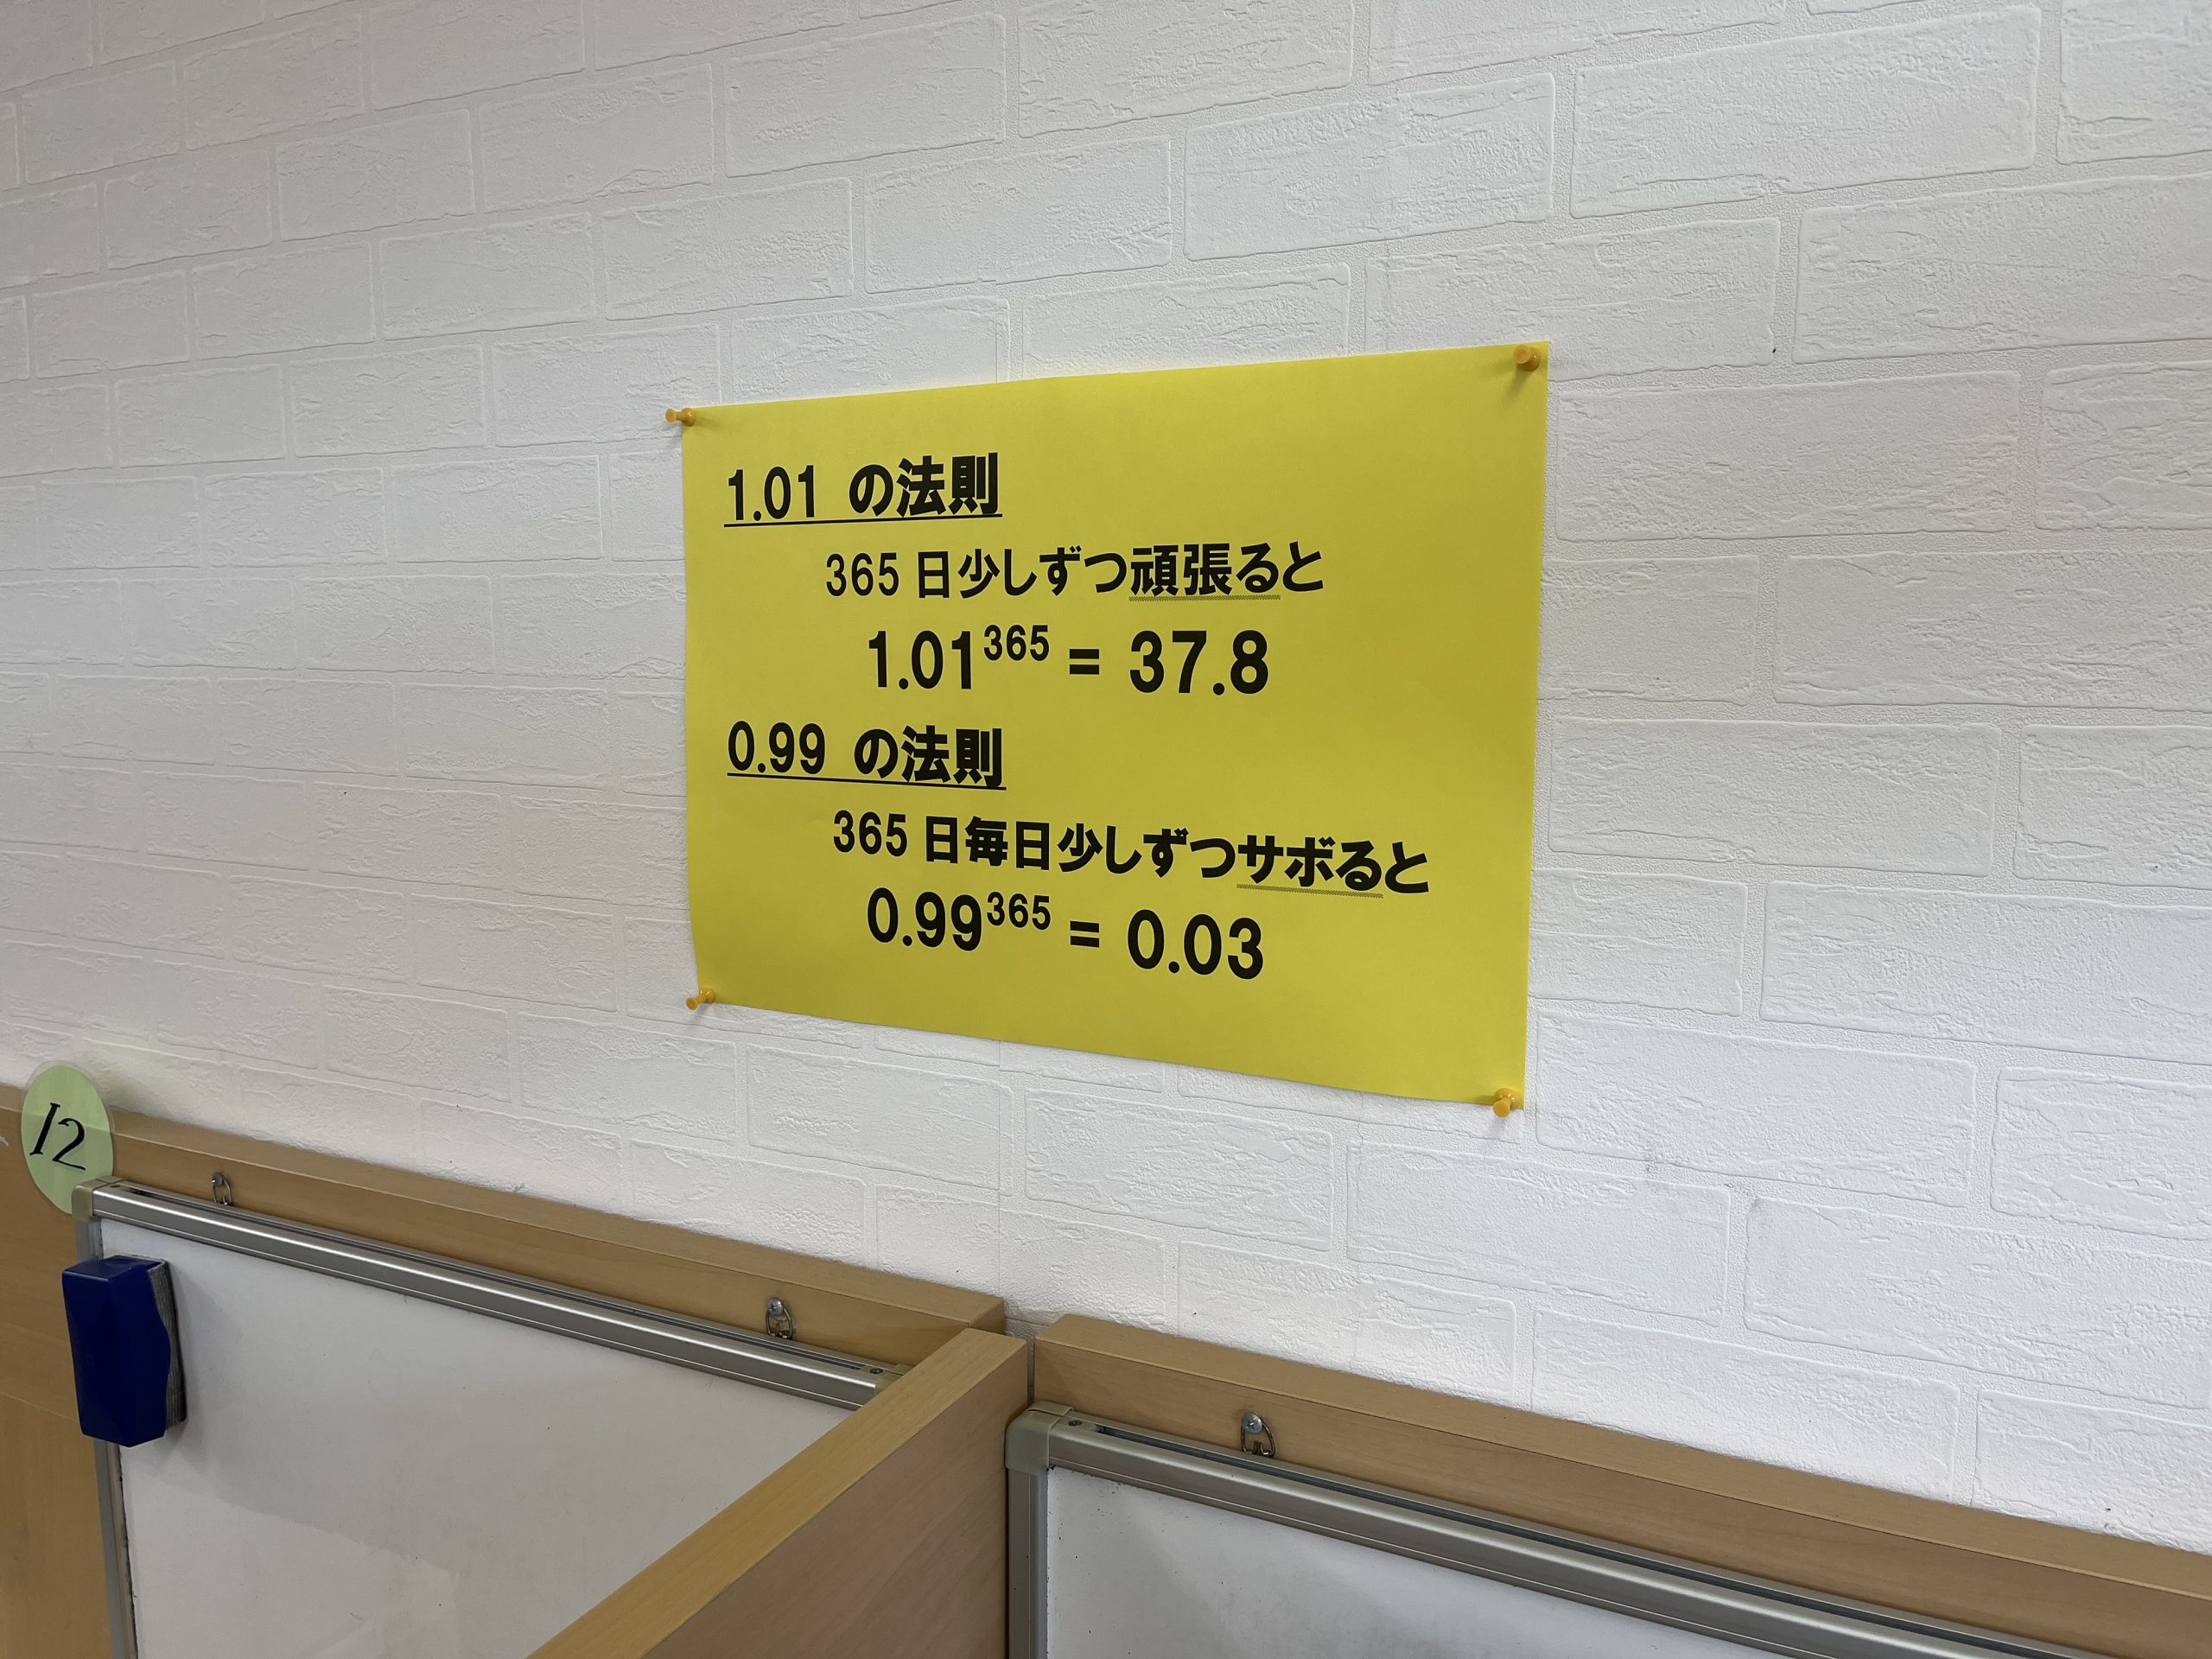 1.01 の法則
365 日少しずつ頑張ると
1.01³⁶⁵ = 37.8
0.99 の法則
365 日毎日少しずつサボると
0.99³⁶⁵ = 0.03
12